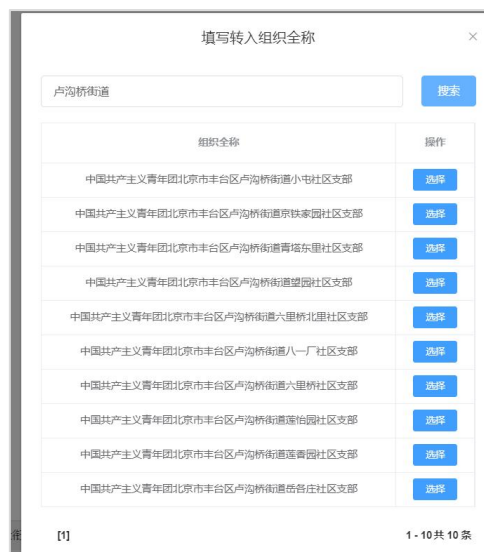 填写转入组织全称
×
卢沟桥街道
搜索
组织全称 操作
中国共产主义青年团北京市丰台区卢沟桥街道小屯社区支部 选择
中国共产主义青年团北京市丰台区卢沟桥街道京铁家园社区支部 选择
中国共产主义青年团北京市丰台区卢沟桥街道青塔东里社区支部 选择
中国共产主义青年团北京市丰台区卢沟桥街道望园社区支部 选择
中国共产主义青年团北京市丰台区卢沟桥街道六里桥北里社区支部 选择
中国共产主义青年团北京市丰台区卢沟桥街道八一厂社区支部 选择
中国共产主义青年团北京市丰台区卢沟桥街道六里桥社区支部 选择
中国共产主义青年团北京市丰台区卢沟桥街道莲怡园社区支部 选择
中国共产主义青年团北京市丰台区卢沟桥街道莲香园社区支部 选择
中国共产主义青年团北京市丰台区卢沟桥街道岳各庄社区支部 选择
[1] 1 - 10 共 10 条